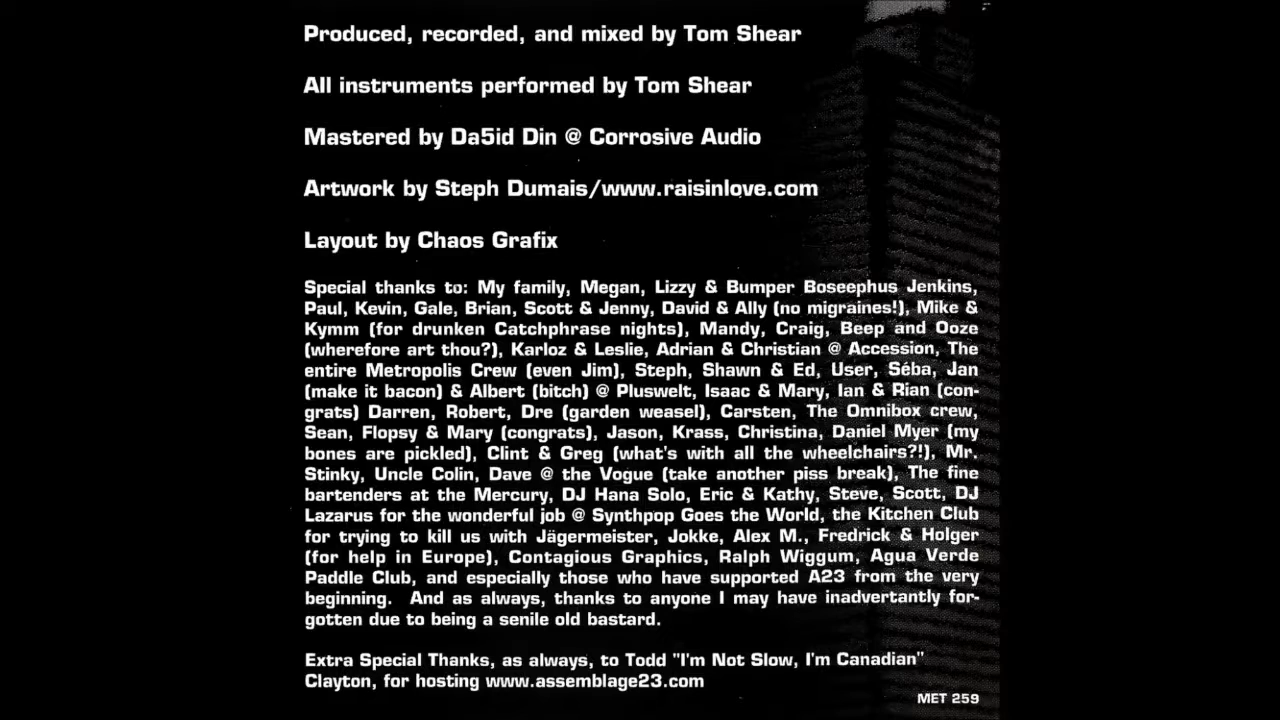 Produced, recorded, and mixed by Tom Shear
All instruments performed by Tom Shear
Mastered by Da5id Din @ Corrosive Audio
Artwork by Steph Dumais/www.raisinlove.com
Layout by Chaos Grafix
Special thanks to: My family, Megan, Lizzy & Bumper Boseephus Jenkins,
Paul, Kevin, Gale, Brian, Scott & Jenny, David & Ally (no migraines!), Mike &
Kymm (for drunken Catchphrase nights), Mandy, Craig, Beep and Ooze
(wherefore art thou?), Karloz & Leslie, Adrian & Christian @ Accession, The
entire Metropolis Crew (even Jim), Steph, Shawn & Ed, User, Séba, Jan
(make it bacon) & Albert (bitch) @ Pluswelt, Isaac & Mary, Ian & Rian (con-
grats) Darren, Robert, Dre (garden weasel), Carsten, The Omnibox crew,
Sean, Flopsy & Mary (congrats), Jason, Krass, Christina, Daniel Myer (my
bones are pickled), Clint & Greg (what's with all the wheelchairs?!), Mr.
Stinky, Uncle Colin, Dave @ the Vogue (take another piss break), The fine
bartenders at the Mercury, DJ Hana Solo, Eric & Kathy, Steve, Scott, DJ
Lazarus for the wonderful job @ Synthpop Goes the World, the Kitchen Club
for trying to kill us with Jägermeister, Jokke, Alex M., Fredrick & Holger
(for help in Europe), Contagious Graphics, Ralph Wiggum, Agua Verde
Paddle Club, and especially those who have supported A23 from the very
beginning.  And as always, thanks to anyone I may have inadvertantly for-
gotten due to being a senile old bastard.
Extra Special Thanks, as always, to Todd "I'm Not Slow, I'm Canadian"
Clayton, for hosting www.assemblage23.com
MET 259